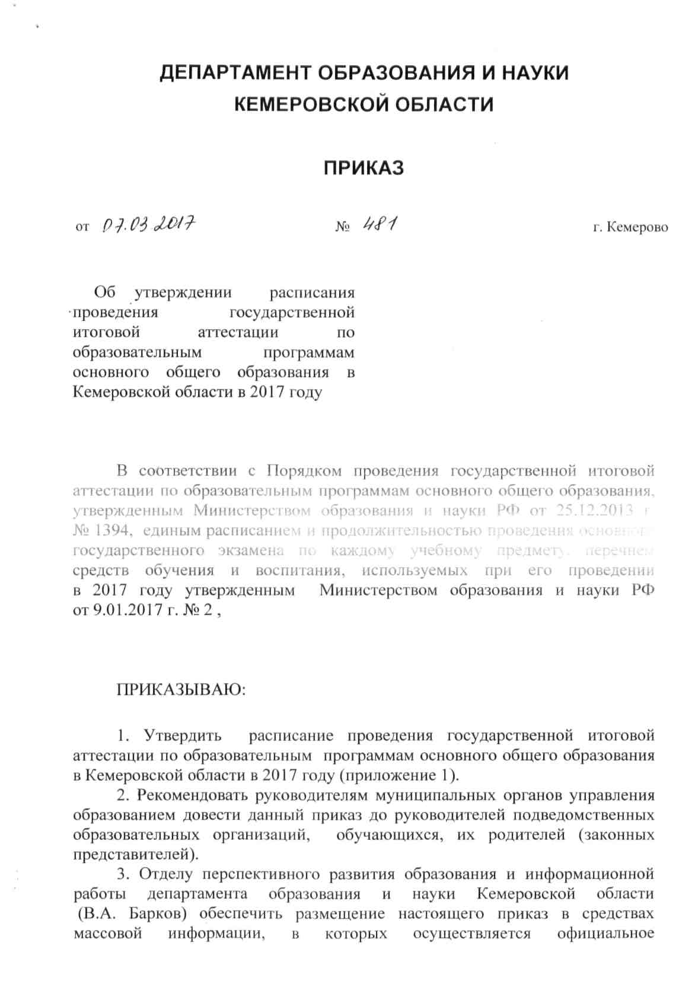 ДЕПАРТАМЕНТ ОБРАЗОВАНИЯ И НАУКИ
КЕМЕРОВСКОЙ ОБЛАСТИ
ПРИКАЗ
от 07.03.2017 № 481 г. Кемерово
Об утверждении расписания
проведения государственной
итоговой аттестации по
образовательным программам
основного общего образования в
Кемеровской области в 2017 году
В соответствии с Порядком проведения государственной итоговой
аттестации по образовательным программам основного общего образования,
утвержденным Министерством образования и науки РФ от 25.12.2013 г.
№ 1394, единым расписанием и продолжительностью проведения основного
государственного экзамена по каждому учебному предмету, перечнем
средств обучения и воспитания, используемых при его проведении
в 2017 году утвержденным Министерством образования и науки РФ
от 9.01.2017 г. № 2 ,
ПРИКАЗЫВАЮ:
1. Утвердить расписание проведения государственной итоговой
аттестации по образовательным программам основного общего образования
в Кемеровской области в 2017 году (приложение 1).
2. Рекомендовать руководителям муниципальных органов управления
образованием довести данный приказ до руководителей подведомственных
образовательных организаций, обучающихся, их родителей (законных
представителей).
3. Отделу перспективного развития образования и информационной
работы департамента образования и науки Кемеровской области
(В.А. Барков) обеспечить размещение настоящего приказ в средствах
массовой информации, в которых осуществляется официальное